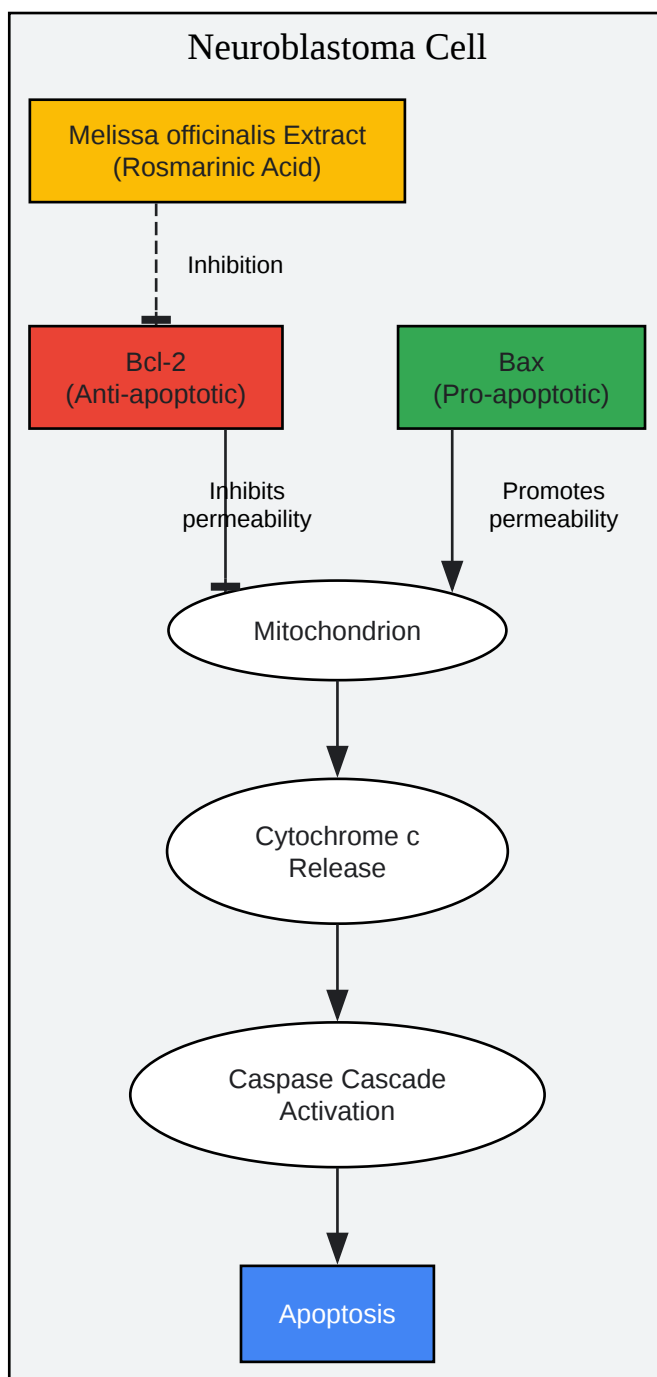 Neuroblastoma Cell
Melissa officinalis Extract
(Rosmarinic Acid)
Inhibition
Bcl-2
(Anti-apoptotic)
Bax
(Pro-apoptotic)
Inhibits
permeability
Promotes
permeability
Mitochondrion
Cytochrome c
Release
Caspase Cascade
Activation
Apoptosis